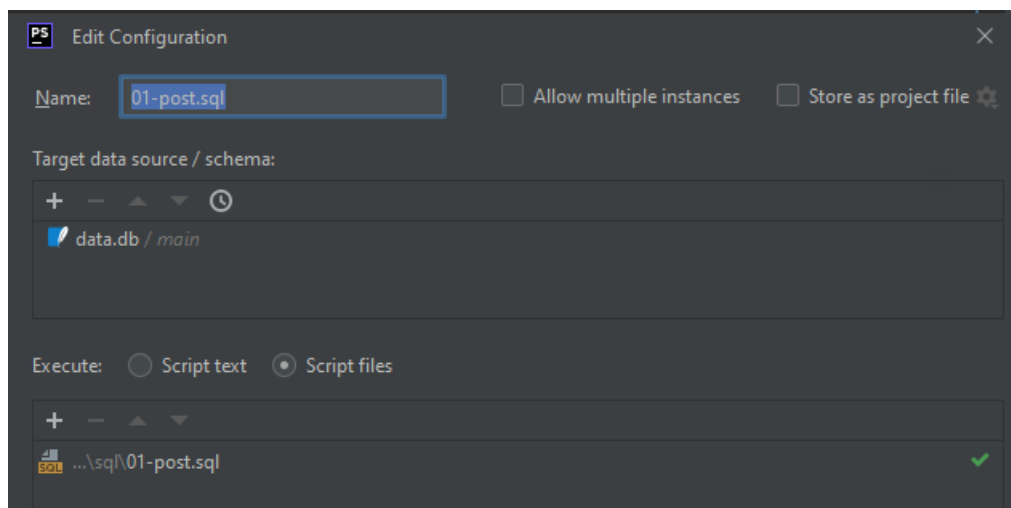 PS Edit Configuration
Name: 01-post.sql Allow multiple instances Store as project file
Target data source / schema:
data.db / main
Execute: Script text Script files
SQL ...\sql\01-post.sql